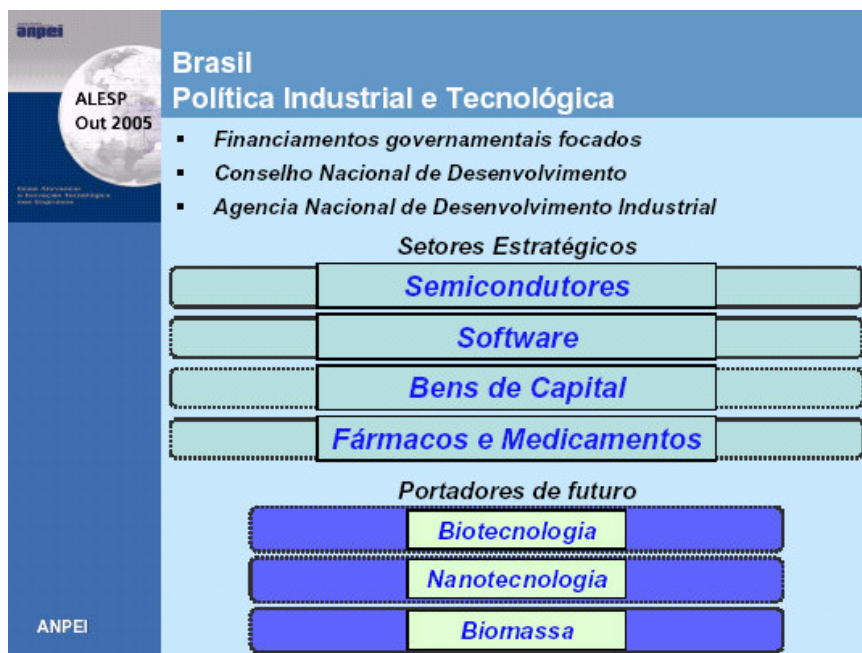 anpei
ALESP
Out 2005
Brasil
Política Industrial e Tecnológica
▪ Financiamentos governamentais focados
▪ Conselho Nacional de Desenvolvimento
▪ Agencia Nacional de Desenvolvimento Industrial
Setores Estratégicos
Semicondutores
Software
Bens de Capital
Fármacos e Medicamentos
Portadores de futuro
Biotecnologia
Nanotecnologia
Biomassa
ANPEI